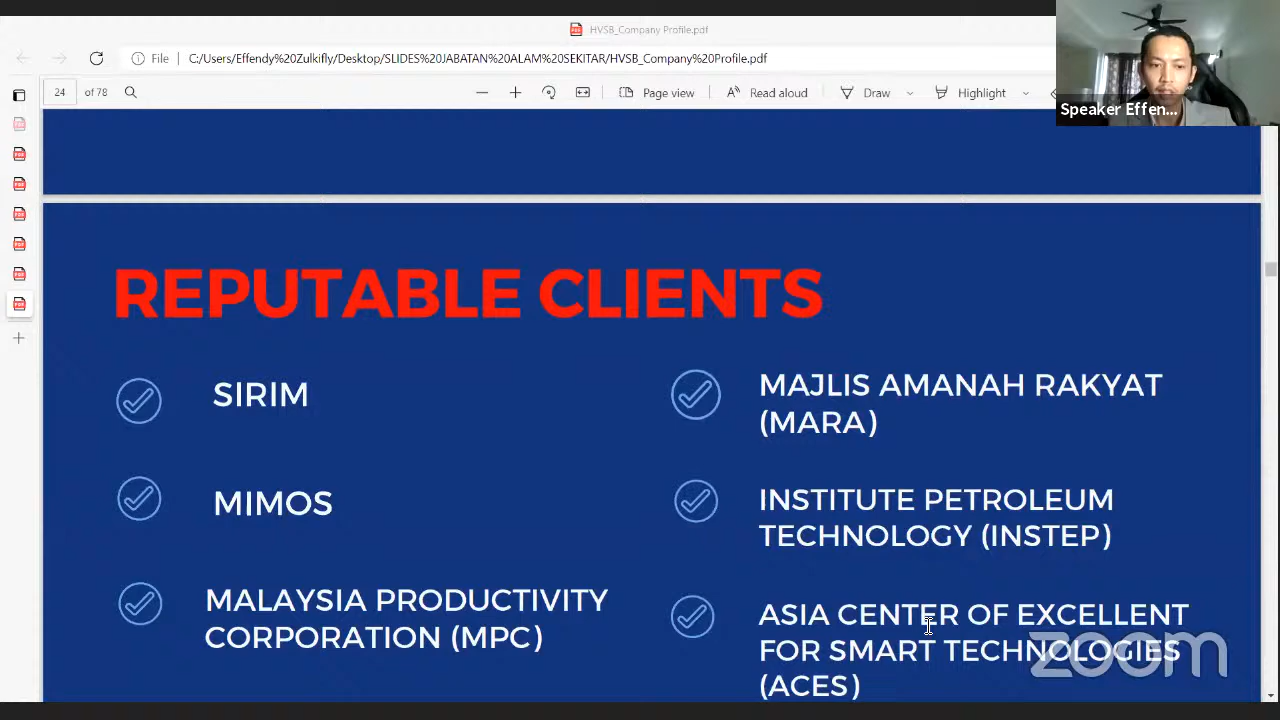 HVSB_Company Profile.pdf
File C:/Users/Effendy%20Zulkifly/Desktop/SLIDES%20JABATAN%20ALAM%20SEKITAR/HVSB_Company%20Profile.pdf
24 of 78 Page view Read aloud Draw Highlight
Speaker Effen...
REPUTABLE CLIENTS
SIRIM
MIMOS
MALAYSIA PRODUCTIVITY
CORPORATION (MPC)
MAJLIS AMANAH RAKYAT
(MARA)
INSTITUTE PETROLEUM
TECHNOLOGY (INSTEP)
ASIA CENTER OF EXCELLENT
FOR SMART TECHNOLOGIES
(ACES)
zoom